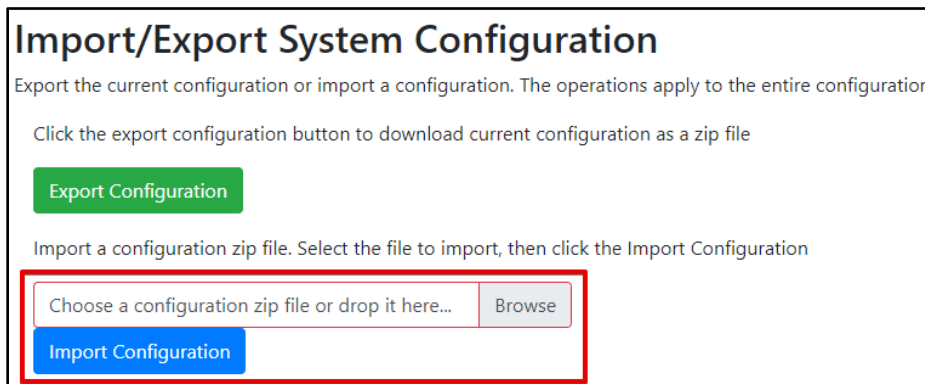 Import/Export System Configuration
Export the current configuration or import a configuration. The operations apply to the entire configuration
Click the export configuration button to download current configuration as a zip file
Export Configuration
Import a configuration zip file. Select the file to import, then click the Import Configuration
Choose a configuration zip file or drop it here... Browse
Import Configuration